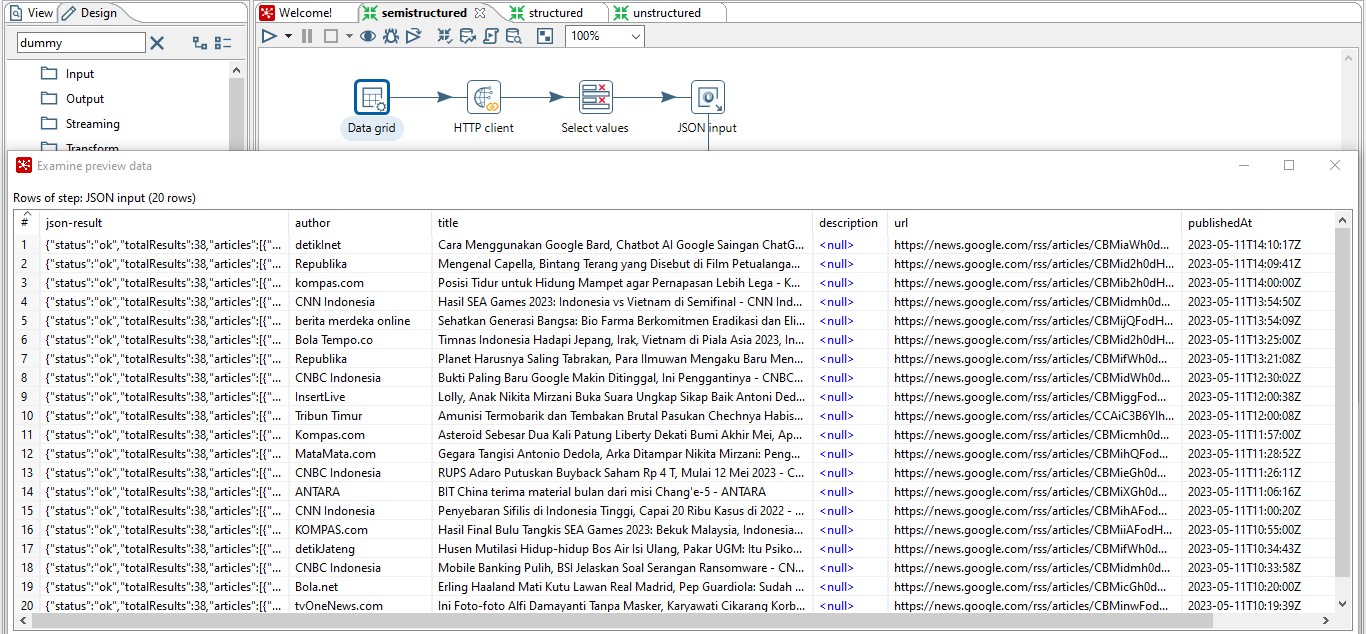 View Design Welcome! semistructured structured unstructured
dummy 100%
Input
Output
Streaming
Transform
Data grid HTTP client Select values JSON input
Examine preview data
Rows of step: JSON input (20 rows)
# json-result author title description url publishedAt
1 {"status":"ok","totalResults":38,"articles":[{"... detikInet Cara Menggunakan Google Bard, Chatbot AI Google Saingan ChatG... <null> https://news.google.com/rss/articles/CBMiaWh0d... 2023-05-11T14:10:17Z
2 {"status":"ok","totalResults":38,"articles":[{"... Republika Mengenal Capella, Bintang Terang yang Disebut di Film Petualanga... <null> https://news.google.com/rss/articles/CBMid2h0dH... 2023-05-11T14:09:41Z
3 {"status":"ok","totalResults":38,"articles":[{"... kompas.com Posisi Tidur untuk Hidung Mampet agar Pernapasan Lebih Lega - K... <null> https://news.google.com/rss/articles/CBMib2h0dH... 2023-05-11T14:00:00Z
4 {"status":"ok","totalResults":38,"articles":[{"... CNN Indonesia Hasil SEA Games 2023: Indonesia vs Vietnam di Semifinal - CNN Ind... <null> https://news.google.com/rss/articles/CBMidmh0d... 2023-05-11T13:54:50Z
5 {"status":"ok","totalResults":38,"articles":[{"... berita merdeka online Sehatkan Generasi Bangsa: Bio Farma Berkomitmen Eradikasi dan Eli... <null> https://news.google.com/rss/articles/CBMijQFodH... 2023-05-11T13:54:09Z
6 {"status":"ok","totalResults":38,"articles":[{"... Bola Tempo.co Timnas Indonesia Hadapi Jepang, Irak, Vietnam di Piala Asia 2023, In... <null> https://news.google.com/rss/articles/CBMid2h0dH... 2023-05-11T13:25:00Z
7 {"status":"ok","totalResults":38,"articles":[{"... Republika Planet Harusnya Saling Tabrakan, Para Ilmuwan Mengaku Baru Men... <null> https://news.google.com/rss/articles/CBMifWh0d... 2023-05-11T13:21:08Z
8 {"status":"ok","totalResults":38,"articles":[{"... CNBC Indonesia Bukti Paling Baru Google Makin Ditinggal, Ini Penggantinya - CNBC... <null> https://news.google.com/rss/articles/CBMidWh0d... 2023-05-11T12:30:02Z
9 {"status":"ok","totalResults":38,"articles":[{"... InsertLive Lolly, Anak Nikita Mirzani Buka Suara Ungkap Sikap Baik Antoni Ded... <null> https://news.google.com/rss/articles/CBMiggFod... 2023-05-11T12:00:38Z
10 {"status":"ok","totalResults":38,"articles":[{"... Tribun Timur Amunisi Termobarik dan Tembakan Brutal Pasukan Chechnya Habis... <null> https://news.google.com/rss/articles/CCAiC3B6YIh... 2023-05-11T12:00:08Z
11 {"status":"ok","totalResults":38,"articles":[{"... Kompas.com Asteroid Sebesar Dua Kali Patung Liberty Dekati Bumi Akhir Mei, Ap... <null> https://news.google.com/rss/articles/CBMicmh0d... 2023-05-11T11:57:00Z
12 {"status":"ok","totalResults":38,"articles":[{"... MataMata.com Gegara Tangisi Antonio Dedola, Arka Ditampar Nikita Mirzani: Peng... <null> https://news.google.com/rss/articles/CBMihQFod... 2023-05-11T11:28:52Z
13 {"status":"ok","totalResults":38,"articles":[{"... CNBC Indonesia RUPS Adaro Putuskan Buyback Saham Rp 4 T, Mulai 12 Mei 2023 - C... <null> https://news.google.com/rss/articles/CBMieGh0d... 2023-05-11T11:26:11Z
14 {"status":"ok","totalResults":38,"articles":[{"... ANTARA BIT China terima material bulan dari misi Chang'e-5 - ANTARA <null> https://news.google.com/rss/articles/CBMiXGh0d... 2023-05-11T11:06:16Z
15 {"status":"ok","totalResults":38,"articles":[{"... CNN Indonesia Penyebaran Sifilis di Indonesia Tinggi, Capai 20 Ribu Kasus di 2022 - ... <null> https://news.google.com/rss/articles/CBMihAFod... 2023-05-11T11:00:20Z
16 {"status":"ok","totalResults":38,"articles":[{"... KOMPAS.com Hasil Final Bulu Tangkis SEA Games 2023: Bekuk Malaysia, Indonesia... <null> https://news.google.com/rss/articles/CBMiiAFodH... 2023-05-11T10:55:00Z
17 {"status":"ok","totalResults":38,"articles":[{"... detikJateng Husen Mutilasi Hidup-hidup Bos Air Isi Ulang, Pakar UGM: Itu Psiko... <null> https://news.google.com/rss/articles/CBMifWh0d... 2023-05-11T10:34:43Z
18 {"status":"ok","totalResults":38,"articles":[{"... CNBC Indonesia Mobile Banking Pulih, BSI Jelaskan Soal Serangan Ransomware - CN... <null> https://news.google.com/rss/articles/CBMidmh0d... 2023-05-11T10:33:58Z
19 {"status":"ok","totalResults":38,"articles":[{"... Bola.net Erling Haaland Mati Kutu Lawan Real Madrid, Pep Guardiola: Sudah ... <null> https://news.google.com/rss/articles/CBMicGh0d... 2023-05-11T10:20:00Z
20 {"status":"ok","totalResults":38,"articles":[{"... tvOneNews.com Ini Foto-foto Alfi Damayanti Tanpa Masker, Karyawati Cikarang Korb... <null> https://news.google.com/rss/articles/CBMinwFod... 2023-05-11T10:19:39Z